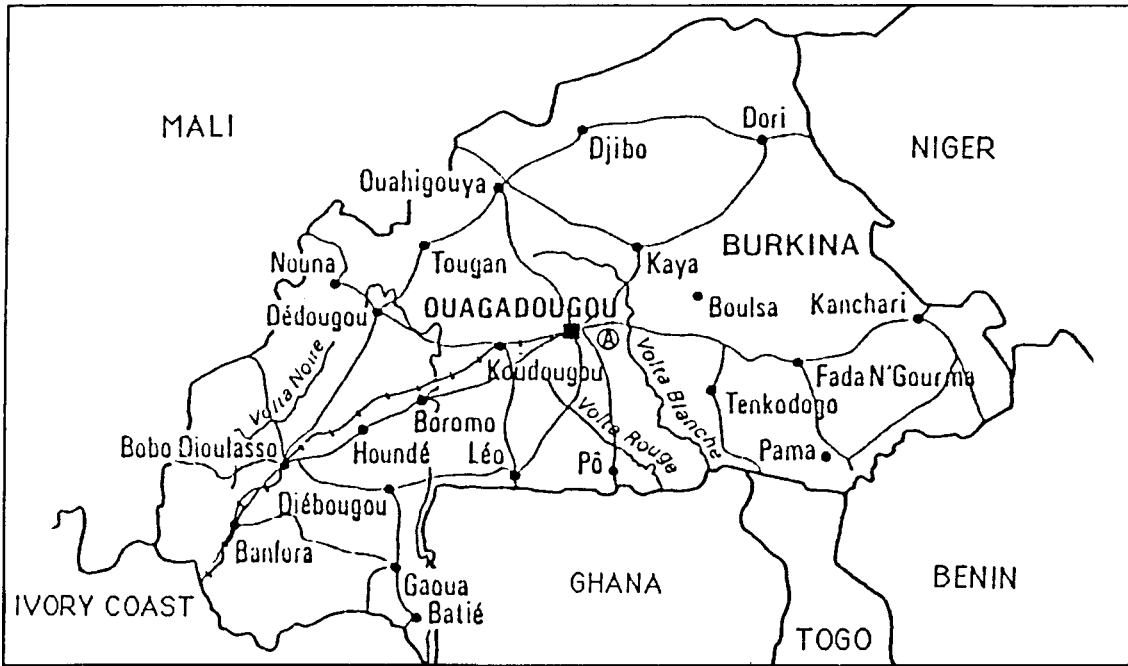 MALI
Dori
Djibo
NIGER
Ouahigouya
BURKINA
Nouna
Tougan
Kaya
Boulsa
Kanchari
OUAGADOUGOU
Dédougou
A
Volta Noire
Koudougou
Volta Blanche
Fada N'Gourma
Tenkodogo
Boromo
Volta Rouge
Bobo Dioulasso
Houndé
Léo
Pô
Pama
Diébougou
Banfora
GHANA
BENIN
Gaoua
IVORY COAST
Batié
TOGO